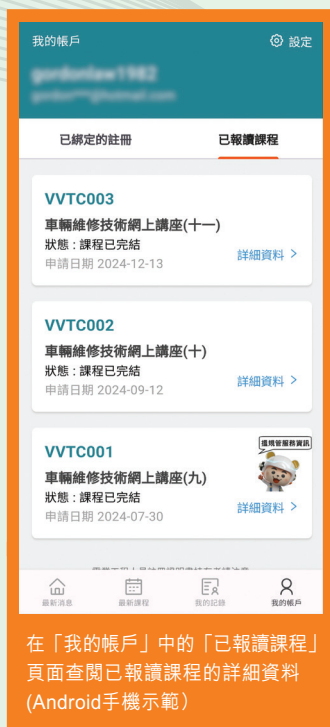 我的帳戶
設定
已綁定的註冊
已報讀課程
VVTC003
車輛維修技術網上講座(十一)
狀態：課程已完結
詳細資料 >
申請日期 2024-12-13
VVTC002
車輛維修技術網上講座(十)
狀態：課程已完結
詳細資料 >
申請日期 2024-09-12
VVTC001
車輛維修技術網上講座(九)
狀態：課程已完結
詳細資料 >
申請日期 2024-07-30
最新消息
最新課程
我的記錄
我的帳戶
在「我的帳戶」中的「已報讀課程」
頁面查閱已報讀課程的詳細資料
(Android手機示範)